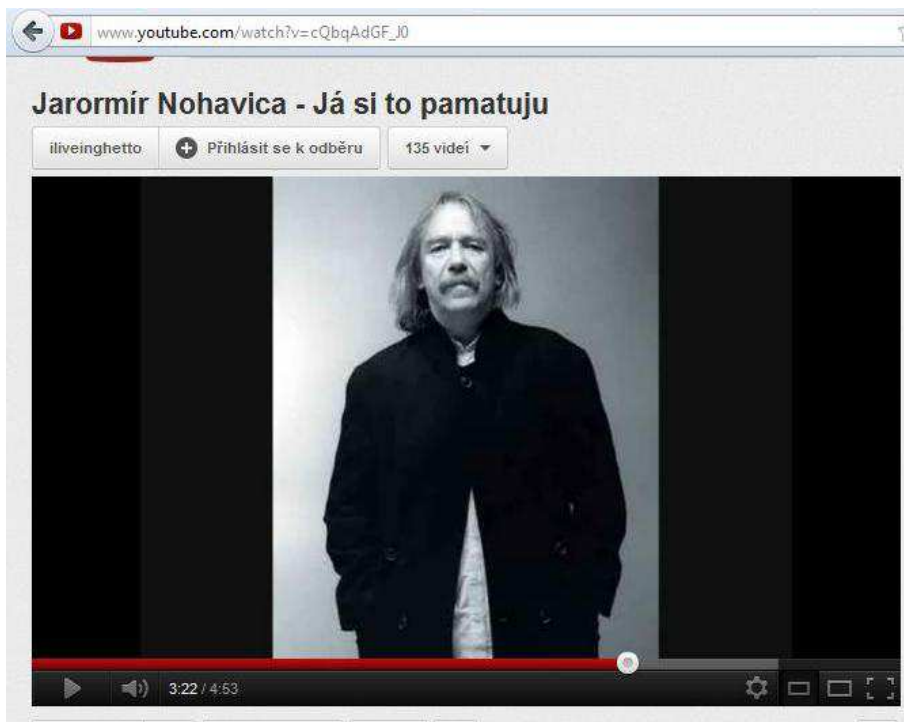 www.youtube.com/watch?v=cQbqAdGF_J0
Jarormír Nohavica - Já si to pamatuju
iliveinghetto Přihlásit se k odběru 135 videí
3:22 / 4:53